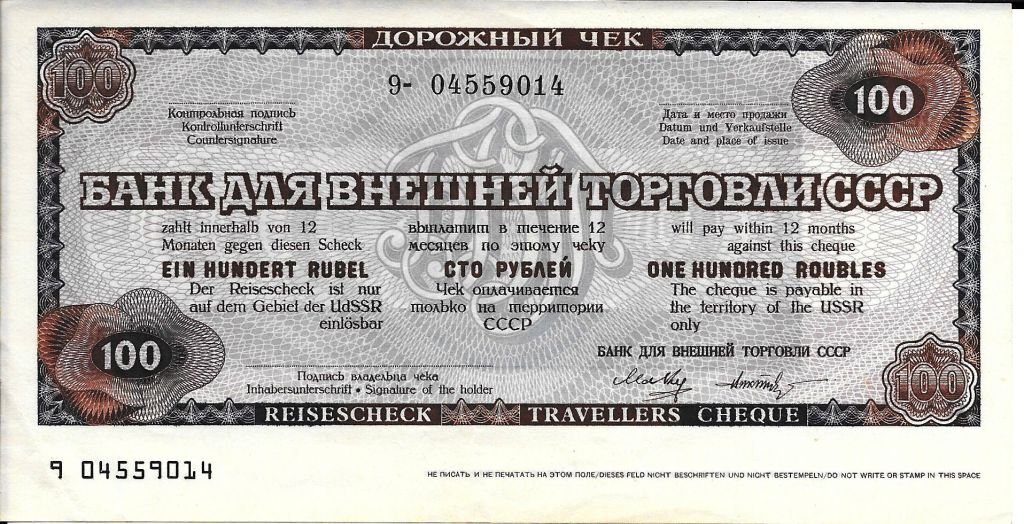 ДОРОЖНЫЙ ЧЕК
100
9- 04559014
100
Контрольная подпись
Kontrollunterschrift
Countersignature
Дата и место продажи
Datum und Verkaufstelle
Date and place of issue
БАНК ДЛЯ ВНЕШНЕЙ ТОРГОВЛИ СССР
zahlt innerhalb von 12
Monaten gegen diesen Scheck
EIN HUNDERT RUBEL
Der Reisescheck ist nur
auf dem Gebiet der UdSSR
einlösbar
выплатит в течение 12
месяцев по этому чеку
СТО РУБЛЕЙ
Чек оплачивается
только на территории
СССР
will pay within 12 months
against this cheque
ONE HUNDRED ROUBLES
The cheque is payable in
the territory of the USSR
only
БАНК ДЛЯ ВНЕШНЕЙ ТОРГОВЛИ СССР
100
Подпись владельца чека
Inhabersunterschrift • Signature of the holder
100
REISESCHECK TRAVELLERS CHEQUE
9 04559014
НЕ ПИСАТЬ И НЕ ПЕЧАТАТЬ НА ЭТОМ ПОЛЕ/DIESES FELD NICHT BESCHRIFTEN UND NICHT BESTEMPELN/DO NOT WRITE OR STAMP IN THIS SPACE